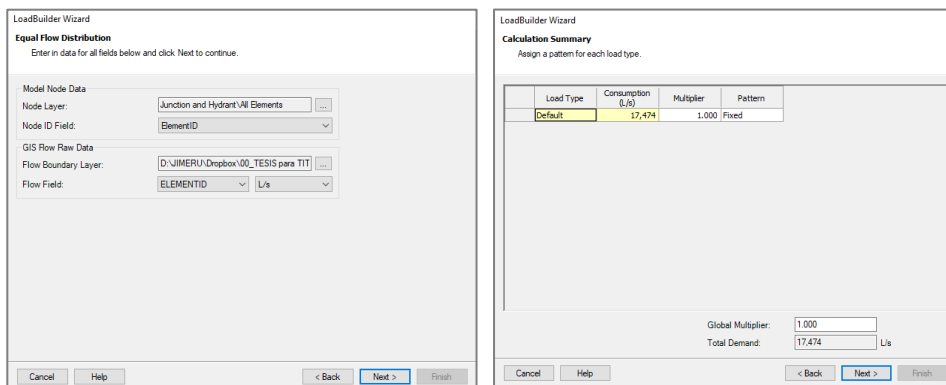 LoadBuilder Wizard
Equal Flow Distribution
Enter in data for all fields below and click Next to continue.
Model Node Data
Node Layer: Junction and Hydrant\All Elements ...
Node ID Field: ElementID
GIS Flow Raw Data
Flow Boundary Layer: D:\JIMERU\Dropbox\00_TESIS para TIT ...
Flow Field: ELEMENTID L/s
Cancel Help < Back Next > Finish
LoadBuilder Wizard
Calculation Summary
Assign a pattern for each load type.
Load Type Consumption (L/s) Multiplier Pattern
Default 17,474 1.000 Fixed
Global Multiplier: 1.000
Total Demand: 17,474 L/s
Cancel Help < Back Next > Finish